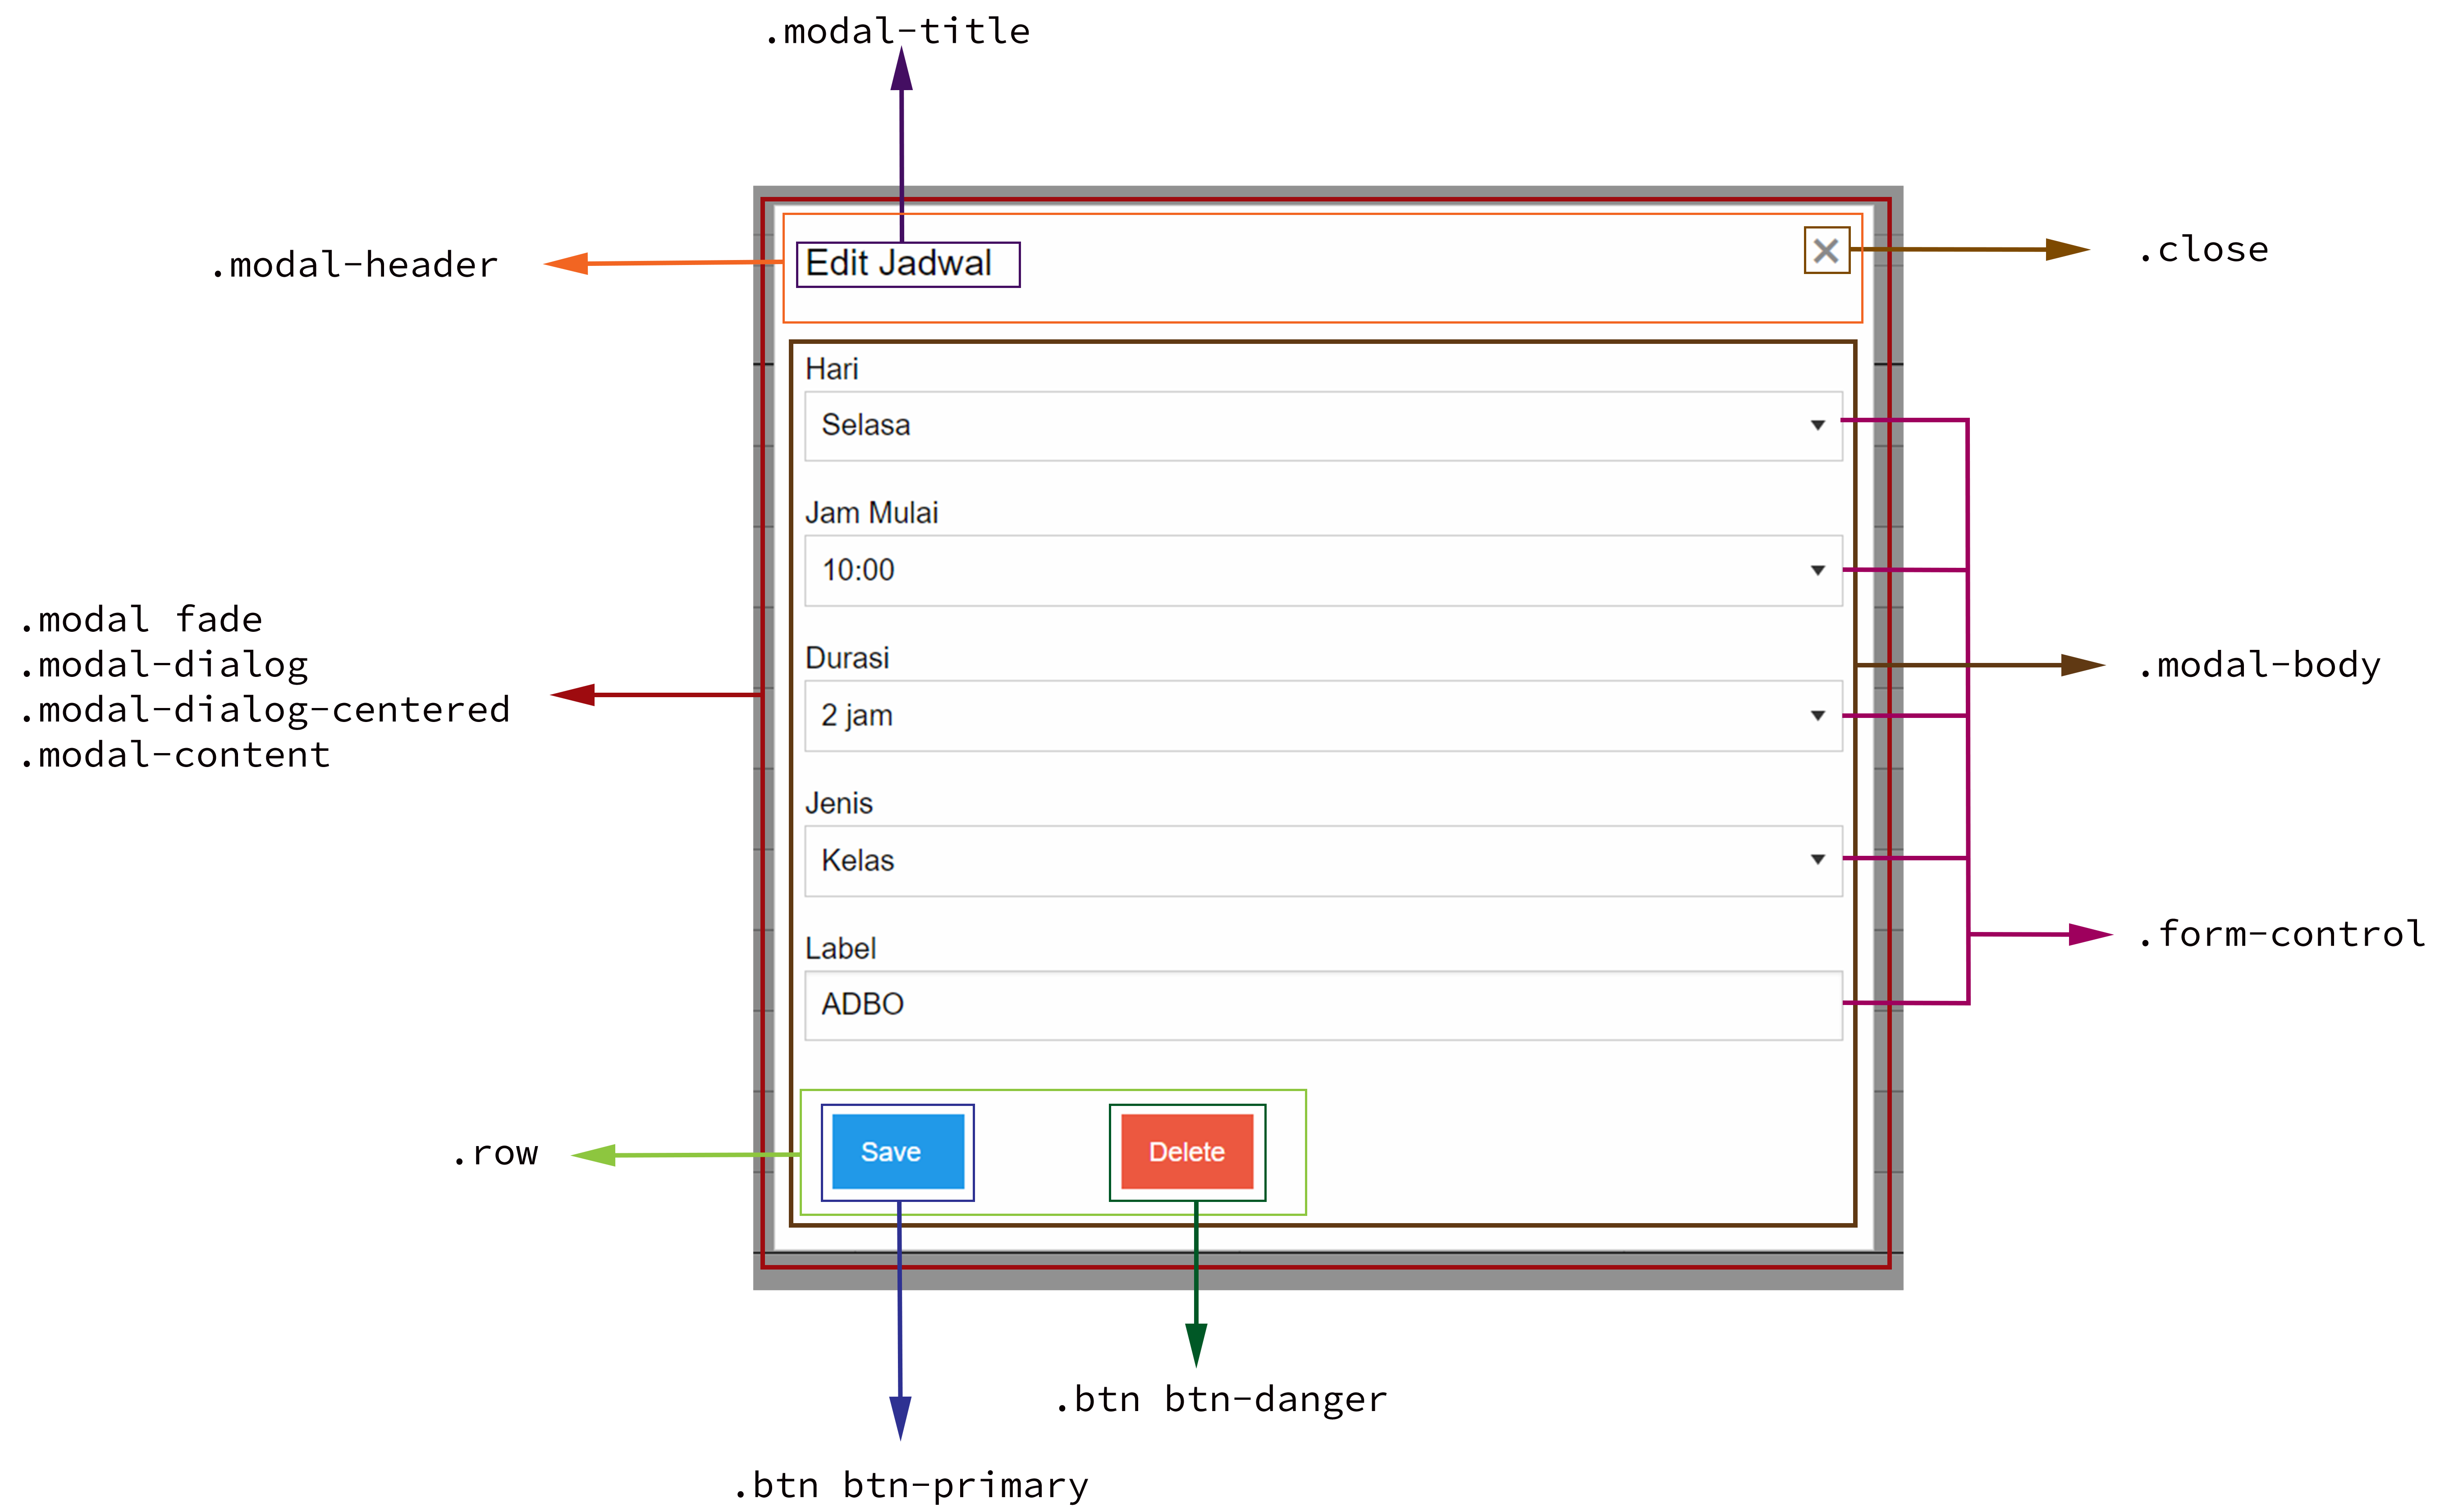 .modal-title
.modal-header
Edit Jadwal
.close
Hari
Selasa
Jam Mulai
10:00
.modal fade
.modal-dialog
.modal-dialog-centered
.modal-content
Durasi
2 jam
.modal-body
Jenis
Kelas
.form-control
Label
ADBO
.row
Save
Delete
.btn btn-danger
.btn btn-primary